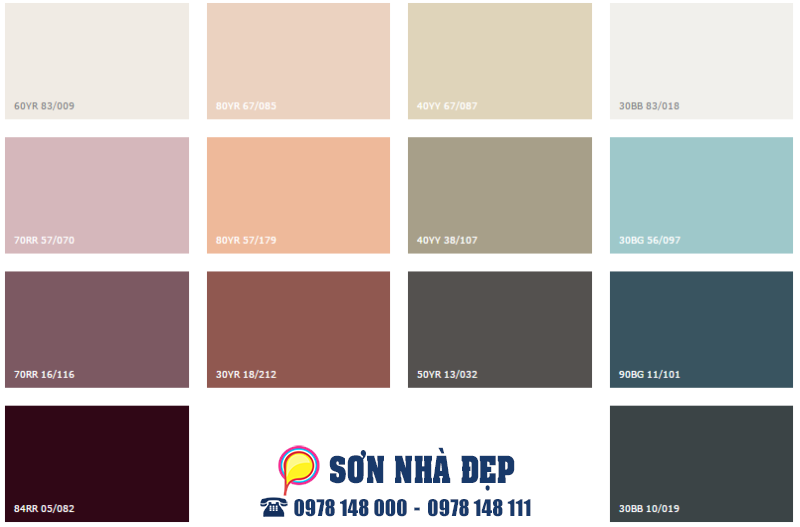 60YR 83/009
80YR 67/085
40YY 67/087
30BB 83/018
70RR 57/070
80YR 57/179
40YY 38/107
30BG 56/097
70RR 16/116
30YR 18/212
50YR 13/032
90BG 11/101
84RR 05/082
SƠN NHÀ ĐẸP
0978 148 000 - 0978 148 111
30BB 10/019